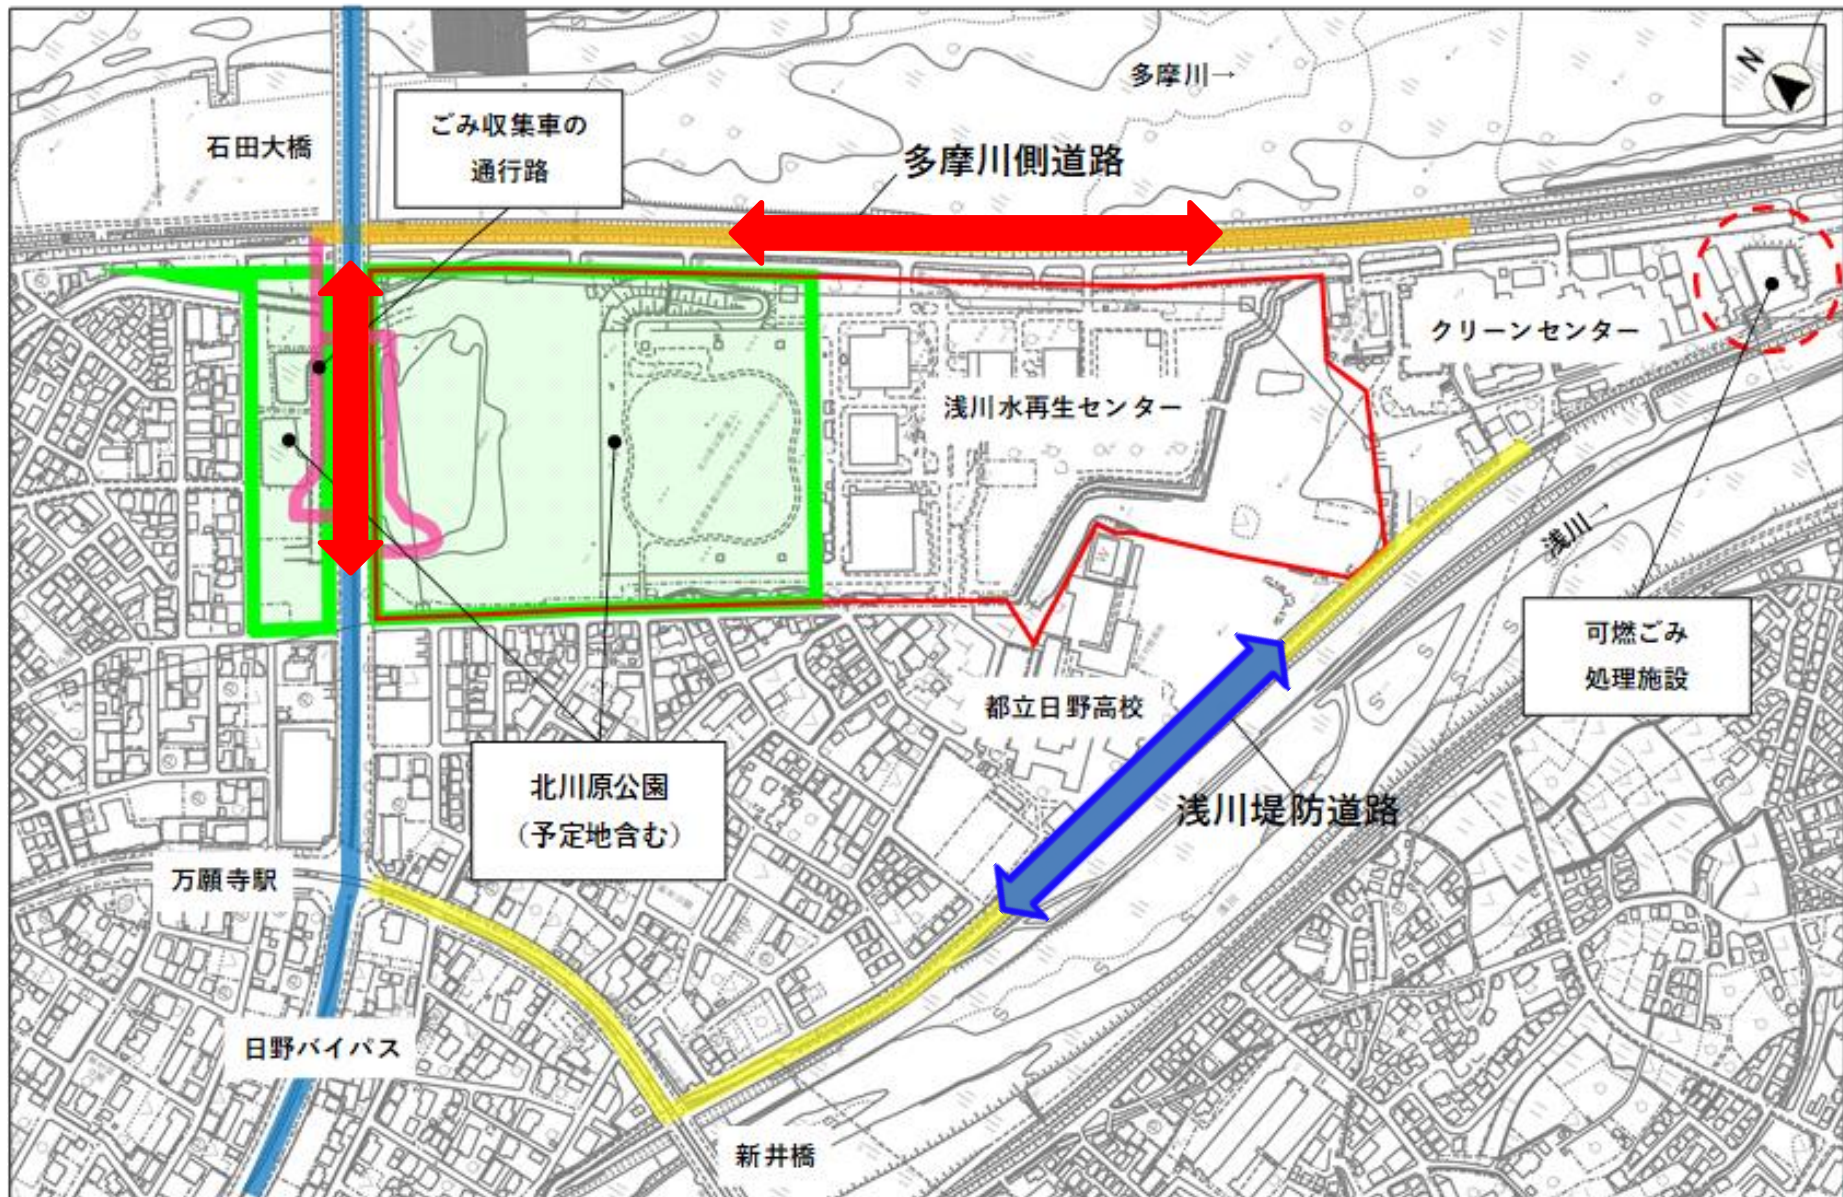 多摩川→
N
ごみ収集車の
通行路
石田大橋
多摩川側道路
クリーンセンター
浅川水再生センター
浅川→
可燃ごみ
処理施設
都立日野高校
北川原公園
（予定地含む）
浅川堤防道路
万願寺駅
日野バイパス
新井橋